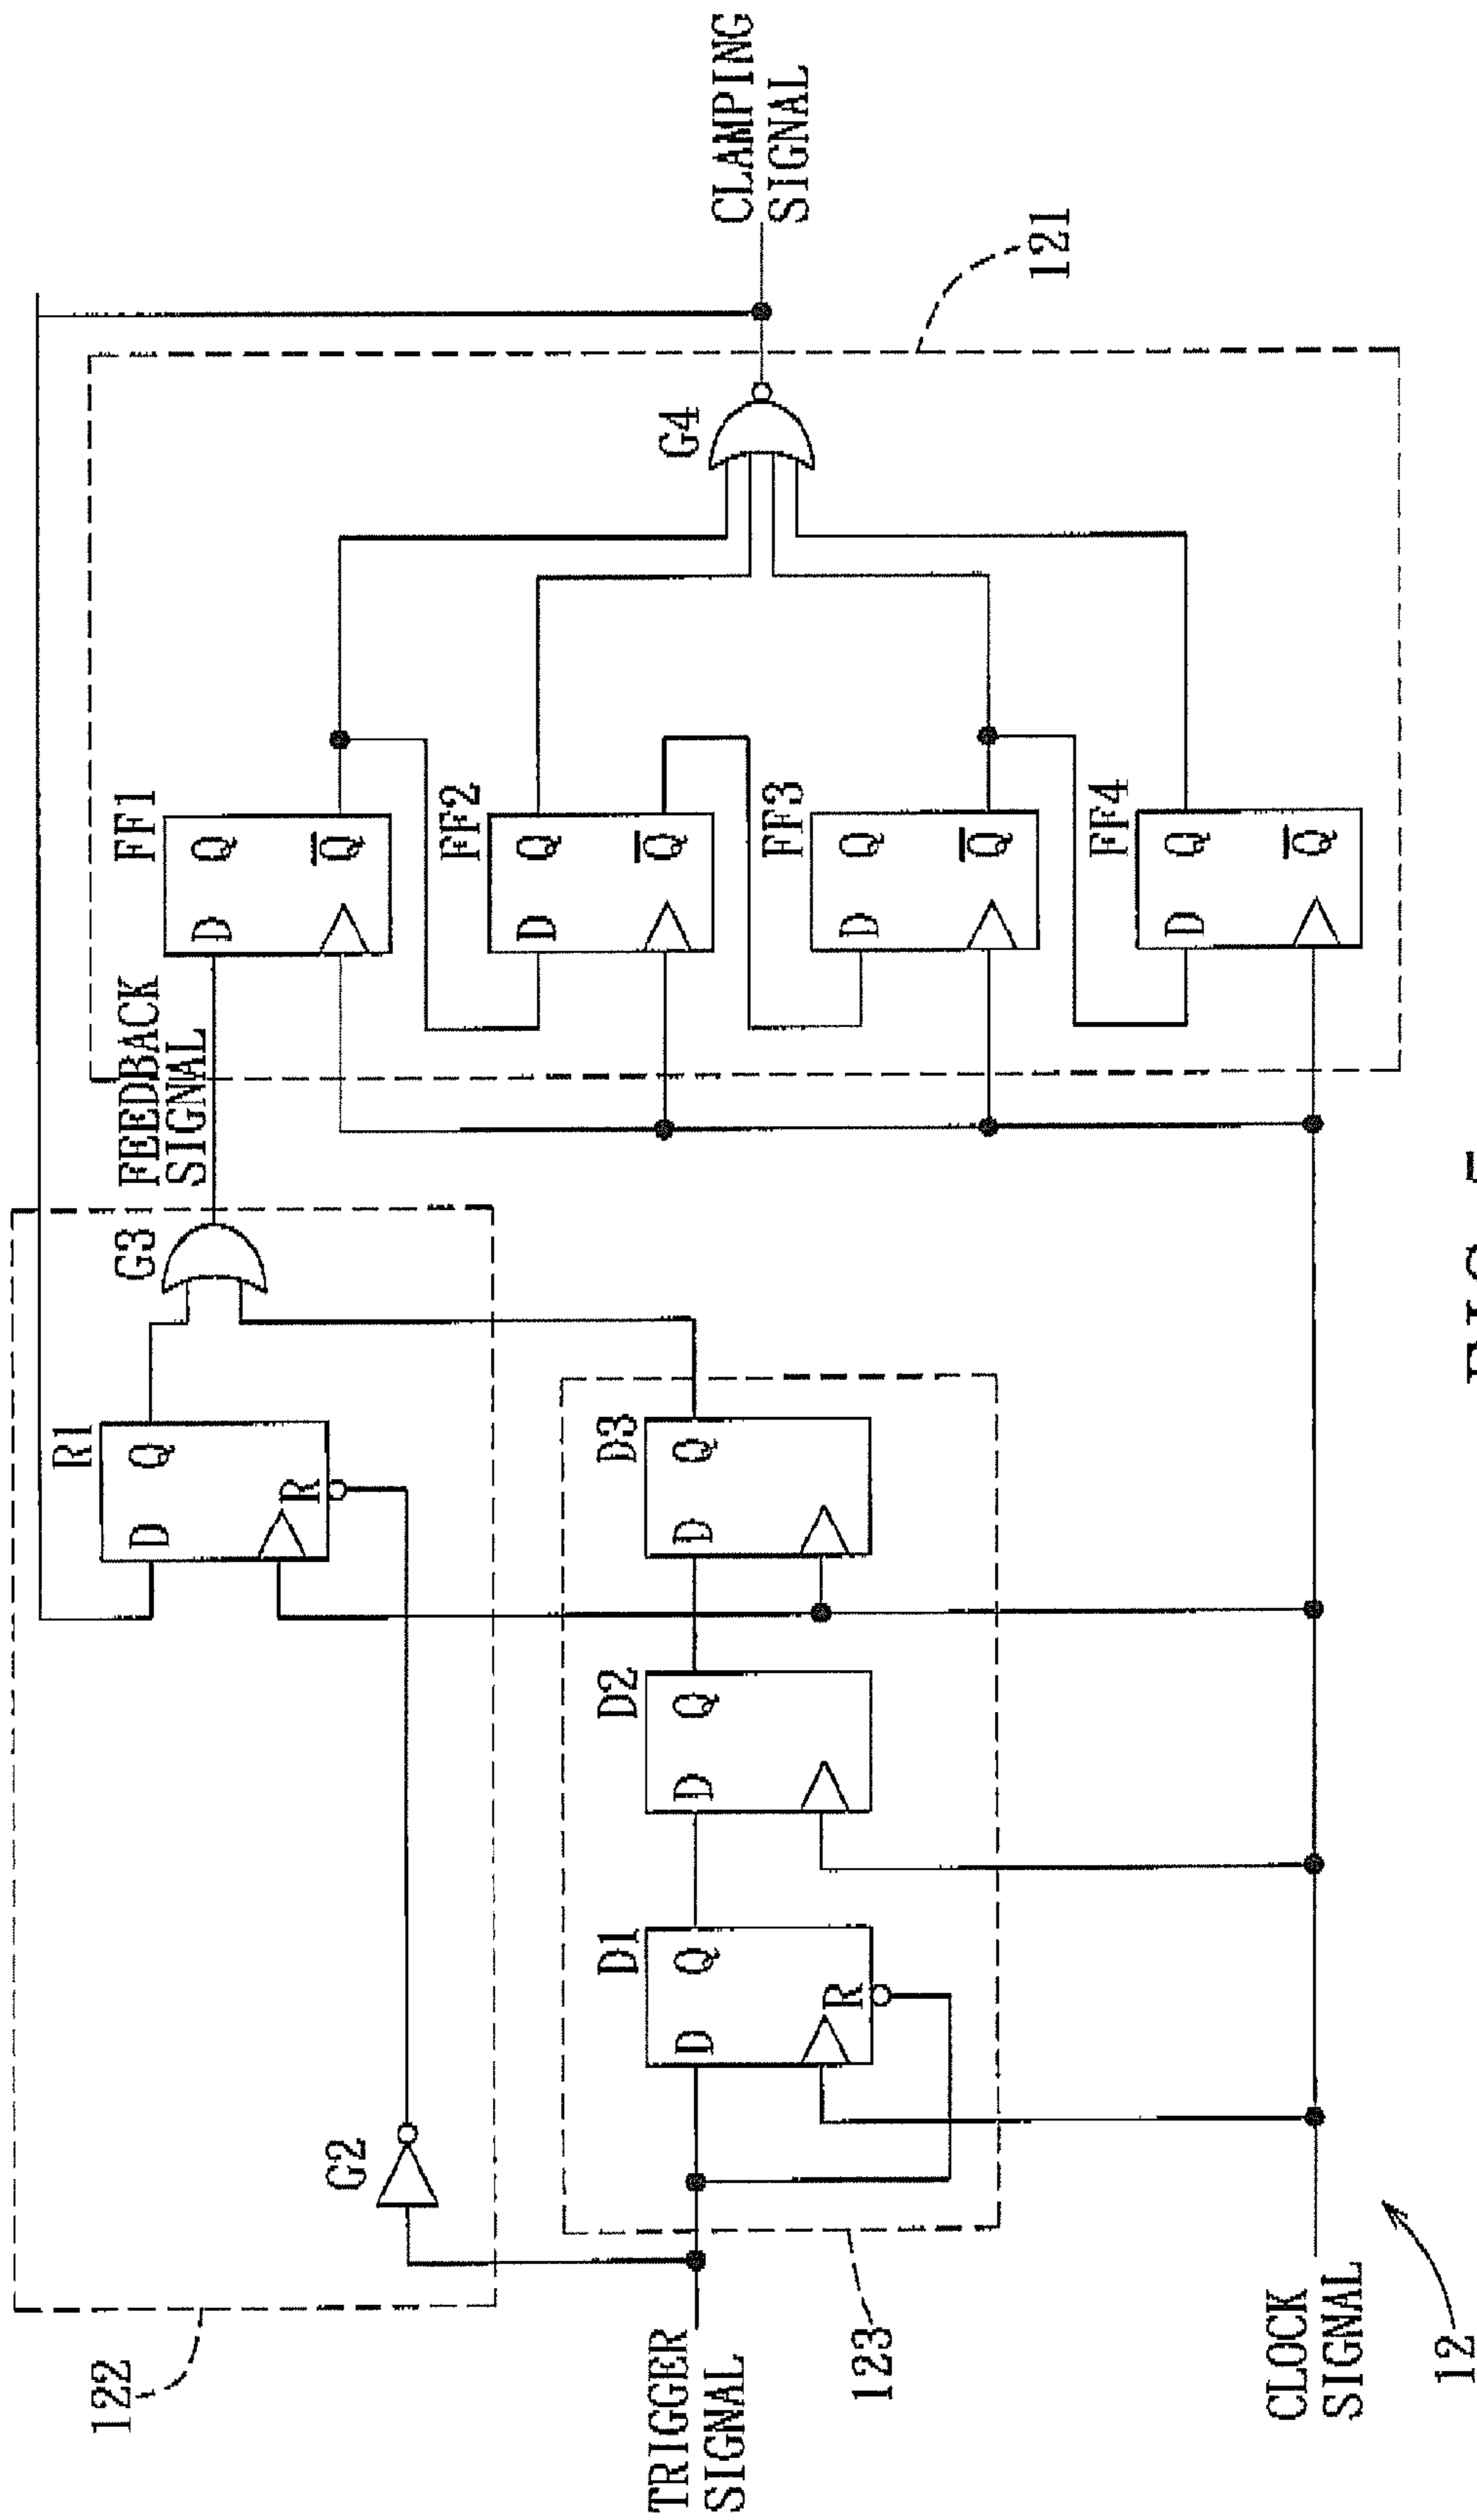 122
R1
D Q
R
G3
FEEDBACK
SIGNAL
FF1
D Q
Q
G2
FF2
D Q
Q
G4
CLAMPING
SIGNAL
TRIGGER
SIGNAL
D1
D Q
R
D2
D Q
D3
D Q
FF3
D Q
Q
123
121
FF4
D Q
Q
CLOCK
SIGNAL
12